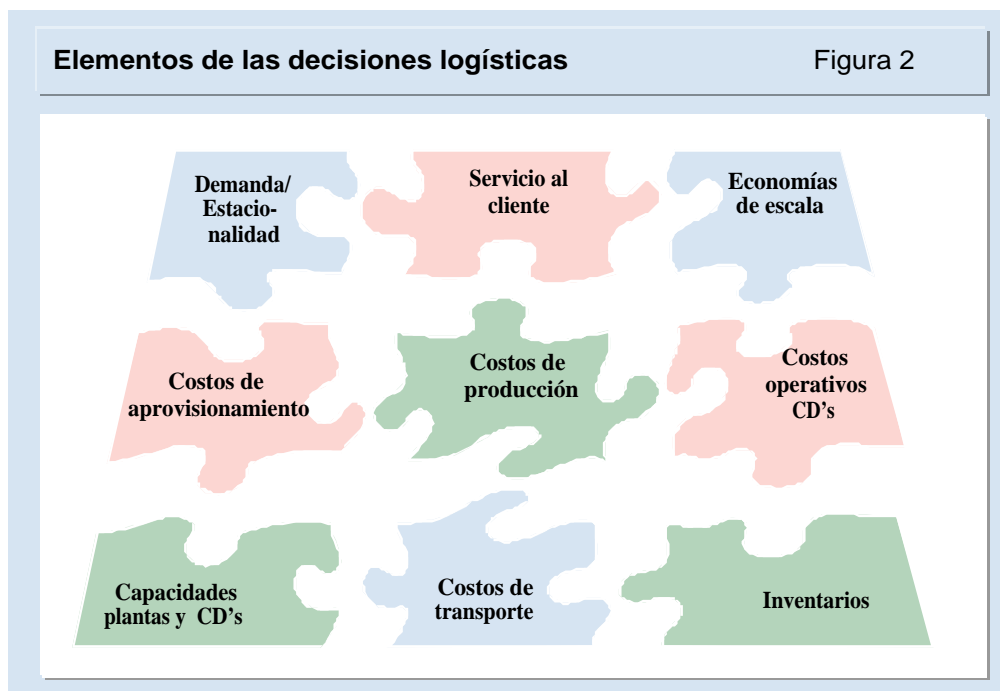 Elementos de las decisiones logísticas
Figura 2
Demanda/
Estacio-
nalidad
Servicio al
cliente
Economías
de escala
Costos de
aprovisionamiento
Costos de
producción
Costos
operativos
CD's
Capacidades
plantas y CD's
Costos de
transporte
Inventarios